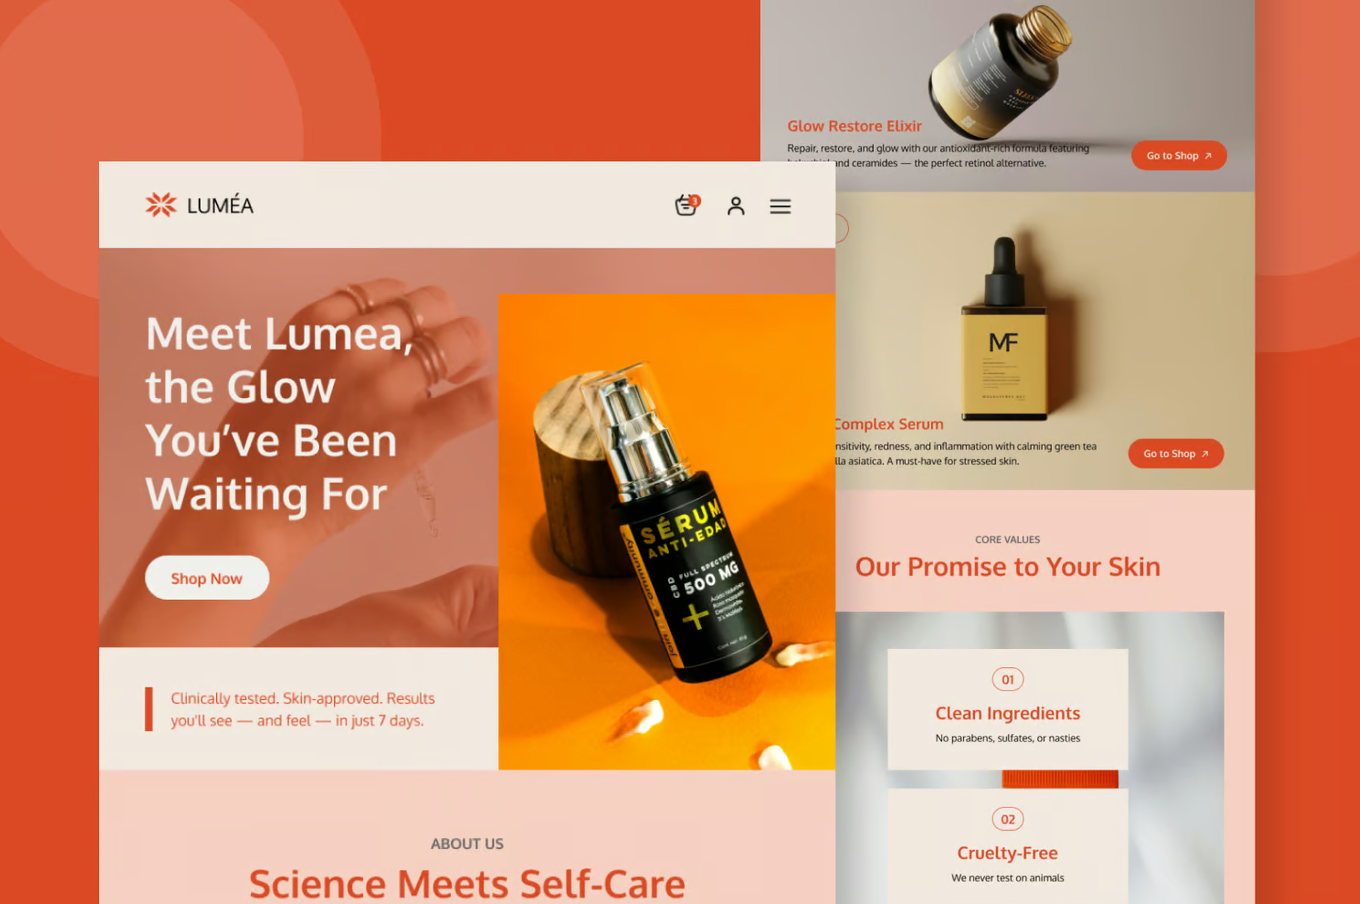 LUMÉA
3
Meet Lumea,
the Glow
You’ve Been
Waiting For
Shop Now
SÉRUM
ANTI-EDAD
CBD FULL SPECTRUM
500 MG
+
Clinically tested. Skin-approved. Results
you'll see — and feel — in just 7 days.
ABOUT US
Science Meets Self-Care
Glow Restore Elixir
Repair, restore, and glow with our antioxidant-rich formula featuring
and ceramides — the perfect retinol alternative.
Go to Shop
MF
Complex Serum
nsitivity, redness, and inflammation with calming green tea
lla asiatica. A must-have for stressed skin.
Go to Shop
CORE VALUES
Our Promise to Your Skin
01
Clean Ingredients
No parabens, sulfates, or nasties
02
Cruelty-Free
We never test on animals